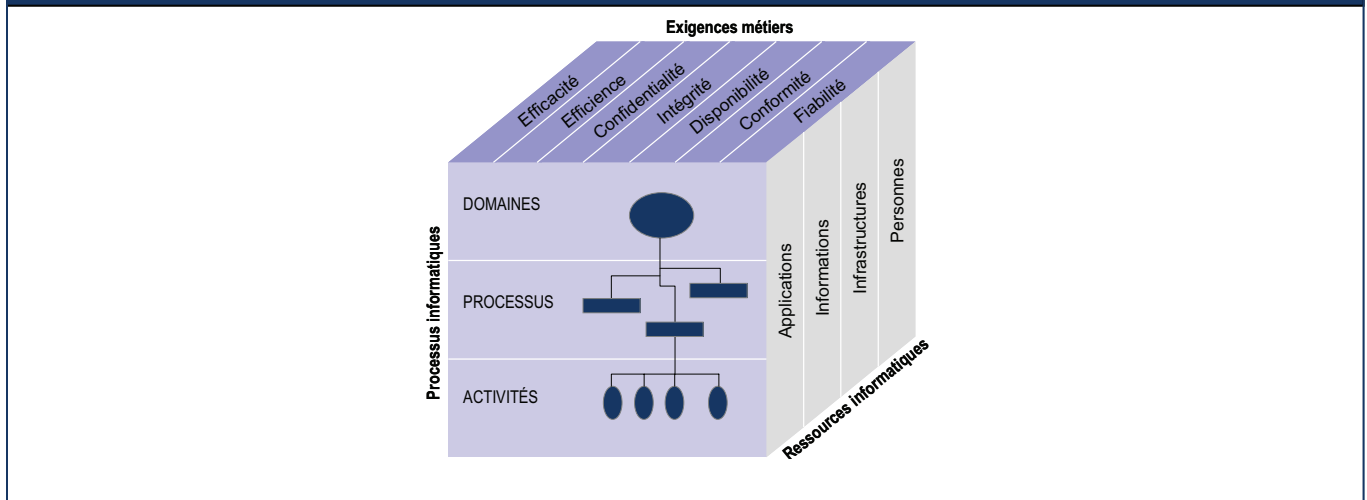 Exigences métiers
Efficacité
Efficience
Confidentialité
Intégrité
Disponibilité
Conformité
Fiabilité
Processus informatiques
DOMAINES
PROCESSUS
ACTIVITÉS
Applications
Informations
Infrastructures
Personnes
Ressources informatiques